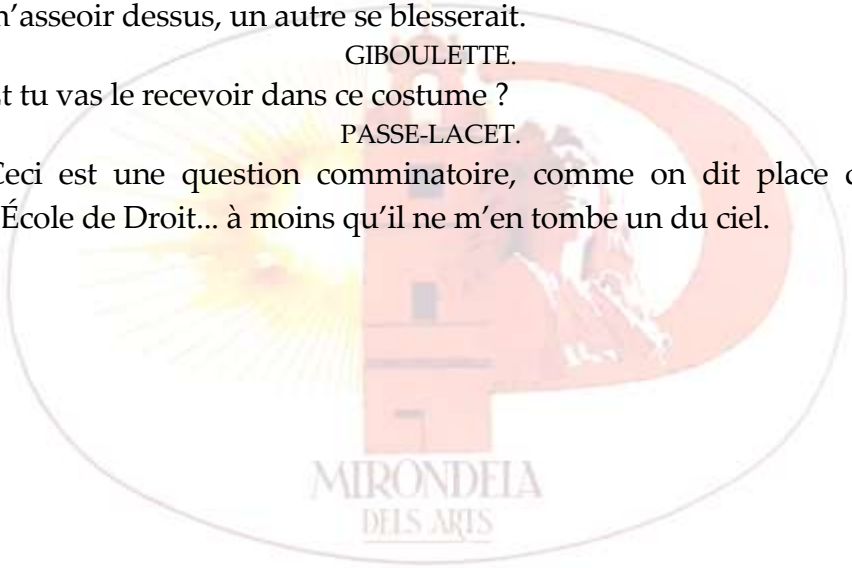 m’asseoir dessus, un autre se blesserait.
GIBOULETTE.
Et tu vas le recevoir dans ce costume ?
PASSE-LACET.
Ceci est une question comminatoire, comme on dit place
École de Droit... à moins qu’il ne m’en tombe un du ciel.
MIRONDELA
DELS ARTS